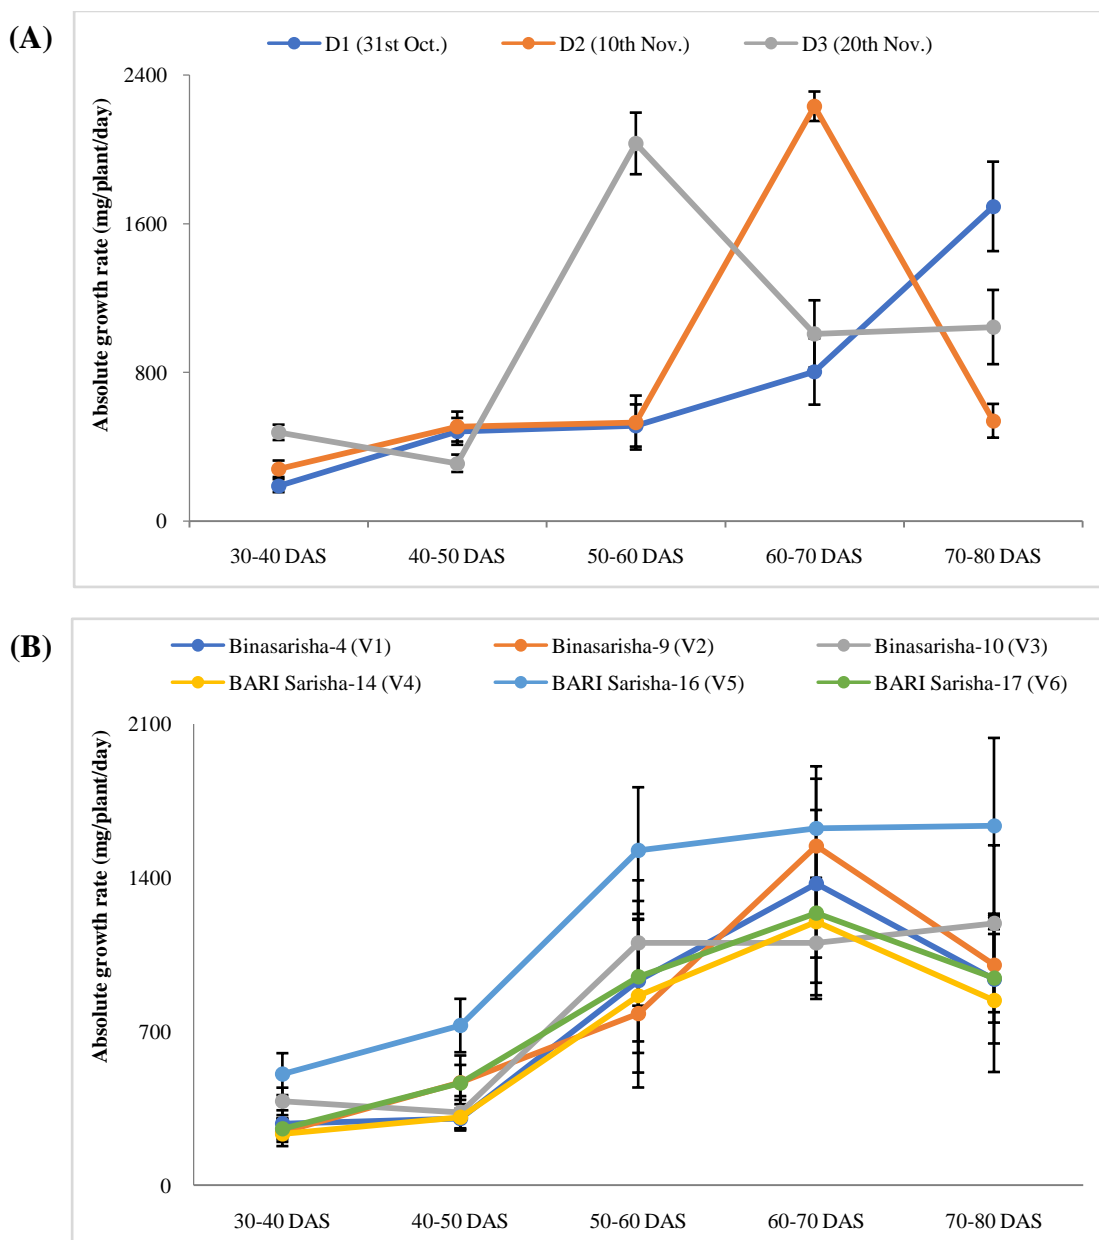 (A)
D1 (31st Oct.) D2 (10th Nov.) D3 (20th Nov.)
Absolute growth rate (mg/plant/day)
2400
1600
800
0
30-40 DAS 40-50 DAS 50-60 DAS 60-70 DAS 70-80 DAS
(B)
Binasarisha-4 (V1) Binasarisha-9 (V2) Binasarisha-10 (V3)
BARI Sarisha-14 (V4) BARI Sarisha-16 (V5) BARI Sarisha-17 (V6)
Absolute growth rate (mg/plant/day)
2100
1400
700
0
30-40 DAS 40-50 DAS 50-60 DAS 60-70 DAS 70-80 DAS